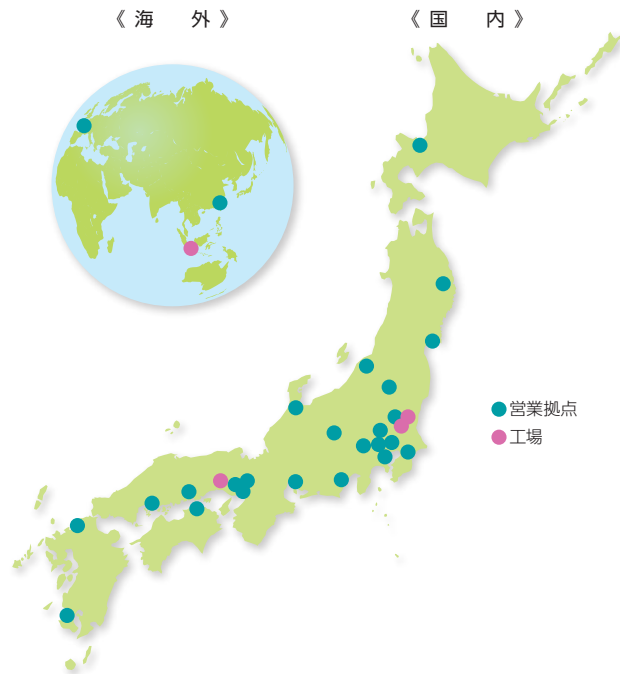 《 海　外 》
《 国　内 》
営業拠点
工場